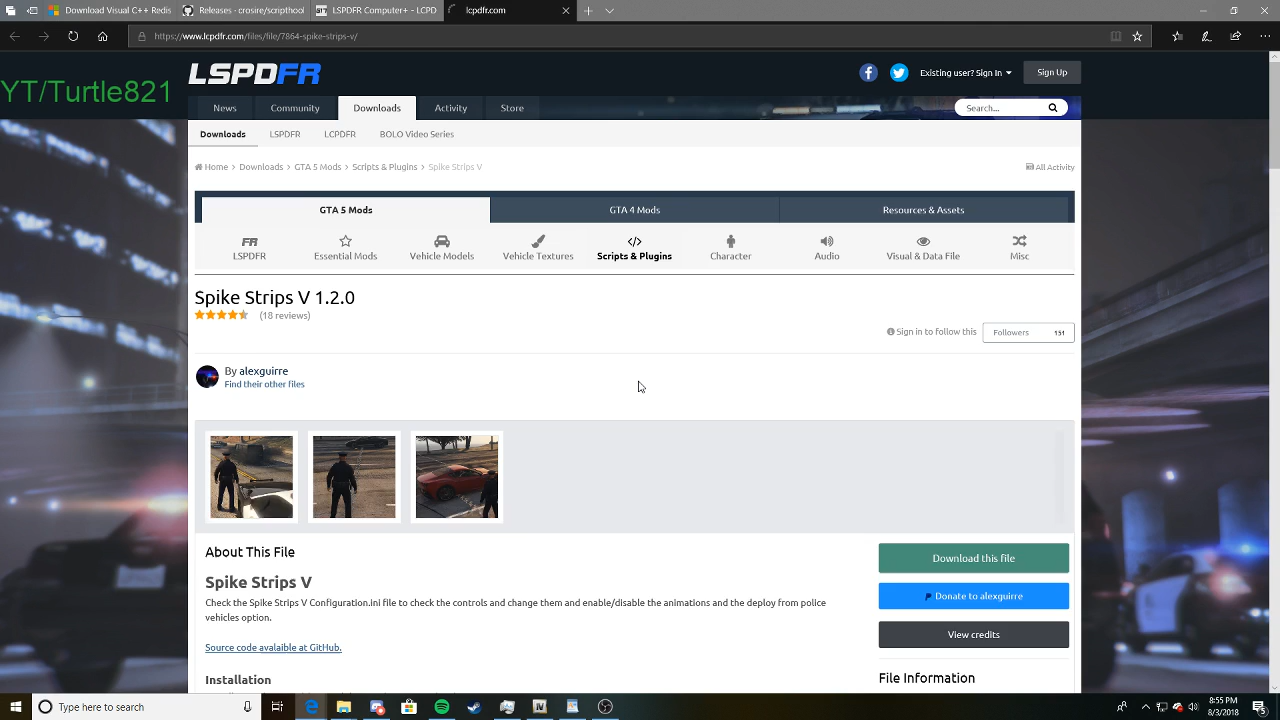 Download Visual C++ Redis
GTA5 RPF
Download Community
SPDFR Computer+ - LCPD
lcpdfr.com
https://www.lcpdfr.com/files/file/7864-spike-strips-v/
YT/Turtle821
LSPDFR
Existing user? Sign In
Sign Up
News
Community
Downloads
Activity
Store
Search...
Downloads
LSPDFR
LCPDFR
BOLO Video Series
Home > Downloads > GTA 5 Mods > Scripts & Plugins > Spike Strips V
All Activity
GTA 5 Mods
GTA 4 Mods
Resources & Assets
FR
LSPDFR
Essential Mods
Vehicle Models
Vehicle Textures
Scripts & Plugins
Character
Audio
Visual & Data File
Misc
Spike Strips V 1.2.0
(18 reviews)
Sign in to follow this
Followers
151
By alexguirre
Find their other files
About This File
Spike Strips V
Check the Spike Strips V Configuration.ini file to check the controls and change them and enable/disable the animations and the deploy from police
vehicles option.
Source code avalaible at GitHub.
Installation
Download this file
Donate to alexguirre
View credits
File Information
Type here to search
8:55 PM
8/3/2018